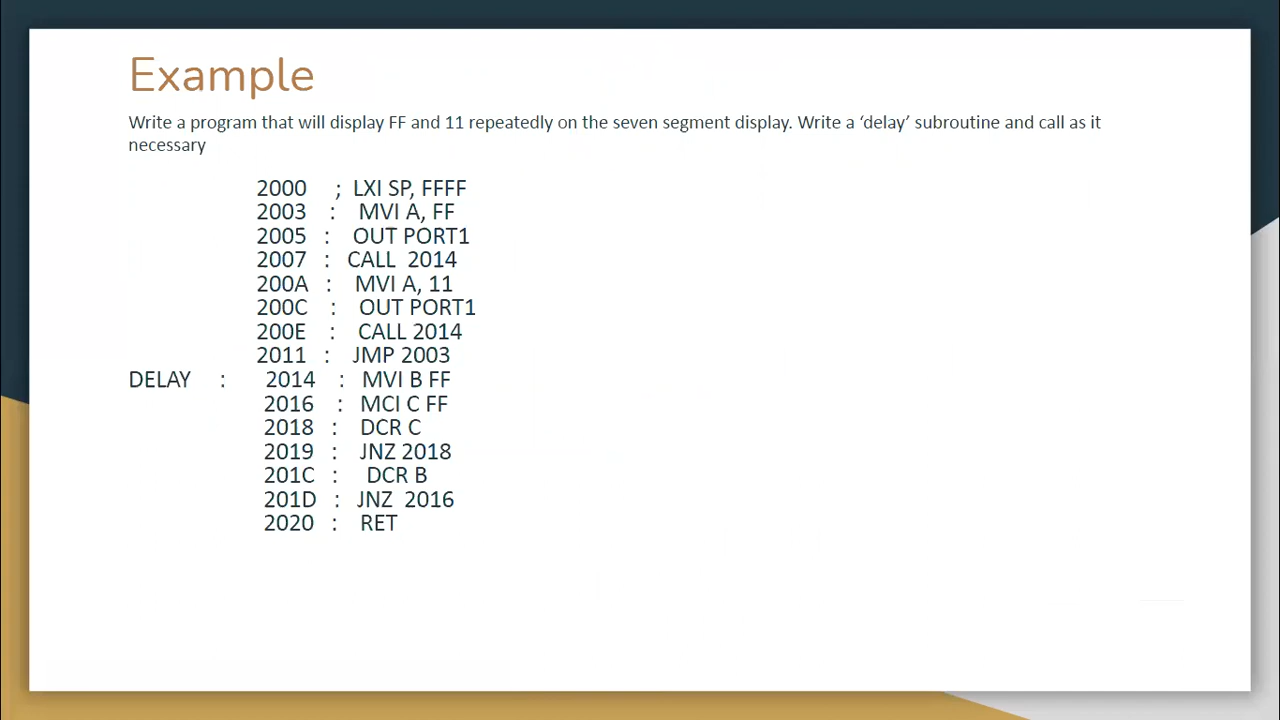 Example
Write a program that will display FF and 11 repeatedly on the seven segment display. Write a ‘delay’ subroutine and call as it
necessary
2000 ; LXI SP, FFFF
2003 : MVI A, FF
2005 : OUT PORT1
2007 : CALL 2014
200A : MVI A, 11
200C : OUT PORT1
200E : CALL 2014
2011 : JMP 2003
DELAY : 2014 : MVI B FF
2016 : MCI C FF
2018 : DCR C
2019 : JNZ 2018
201C : DCR B
201D : JNZ 2016
2020 : RET